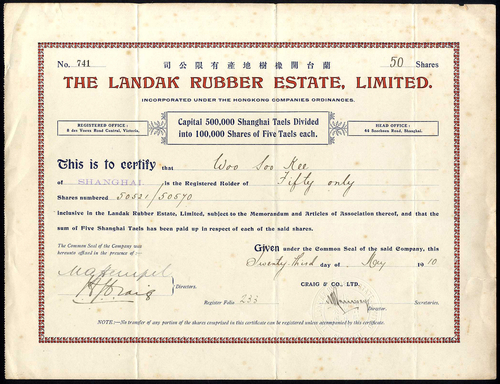 司公限有產地樹橡開台蘭
No. 741
50 Shares
THE LANDAK RUBBER ESTATE, LIMITED.
INCORPORATED UNDER THE HONGKONG COMPANIES ORDINANCES.
REGISTERED OFFICE:
8 des Voeux Road Central, Victoria.
Capital 500,000 Shanghai Taels Divided
into 100,000 Shares of Five Taels each.
HEAD OFFICE:
Szechuen Road, Shanghai.
This is to certify that Woo Soo Kee
of SHANGHAI is the Registered Holder of Fifty only
Shares numbered 50521/50570
inclusive in the Landak Rubber Estate, Limited, subject to the Memorandum and Articles of Association thereof, and that the
sum of Five Shanghai Taels has been paid up in respect of each of the said shares.
The Common Seal of the Company was
hereunto affixed in the presence of
Given under the Common Seal of the said Company, this
Twenty third day of May 1910
CRAIG & CO., LTD.
Craig
Directors.
Register Folio 233
Director.
Secretaries.
NOTE:—No transfer of any portion of the shares comprised in this certificate can be registered unless accompanied by this certificate.